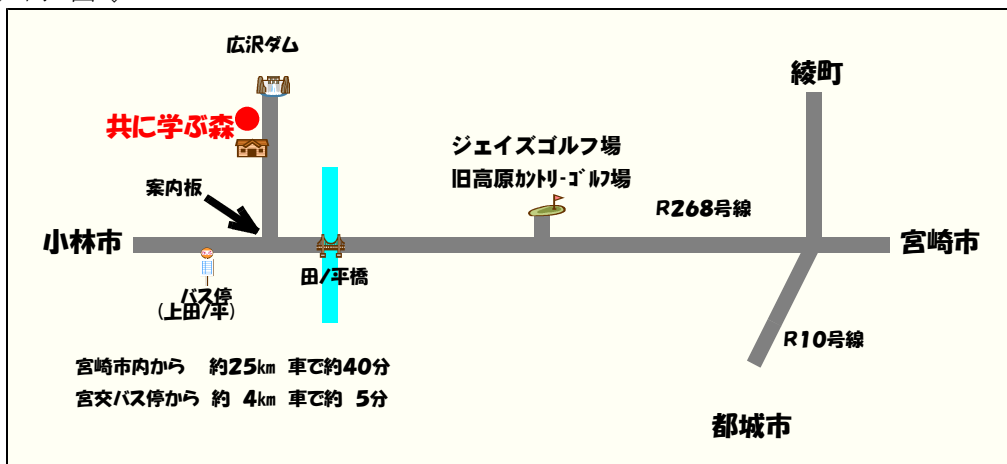 広沢ダム
綾町
共に学ぶ森
ジェイズゴルフ場
旧高原ｶﾝﾄﾘｰｺﾞﾙﾌ場
案内板
R268号線
小林市
宮崎市
田ノ平橋
バス停
(上田ノ平)
R10号線
宮崎市内から 約25㎞ 車で約40分
宮交バス停から 約 4㎞ 車で約 5分
都城市